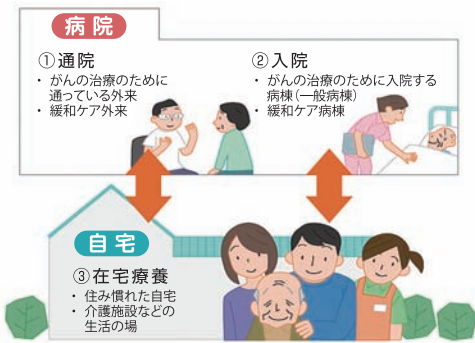 病院
①通院
・ がんの治療のために
通っている外来
・ 緩和ケア外来
②入院
・ がんの治療のために入院する
病棟(一般病棟)
・ 緩和ケア病棟
自宅
③在宅療養
・ 住み慣れた自宅
・ 介護施設などの
生活の場